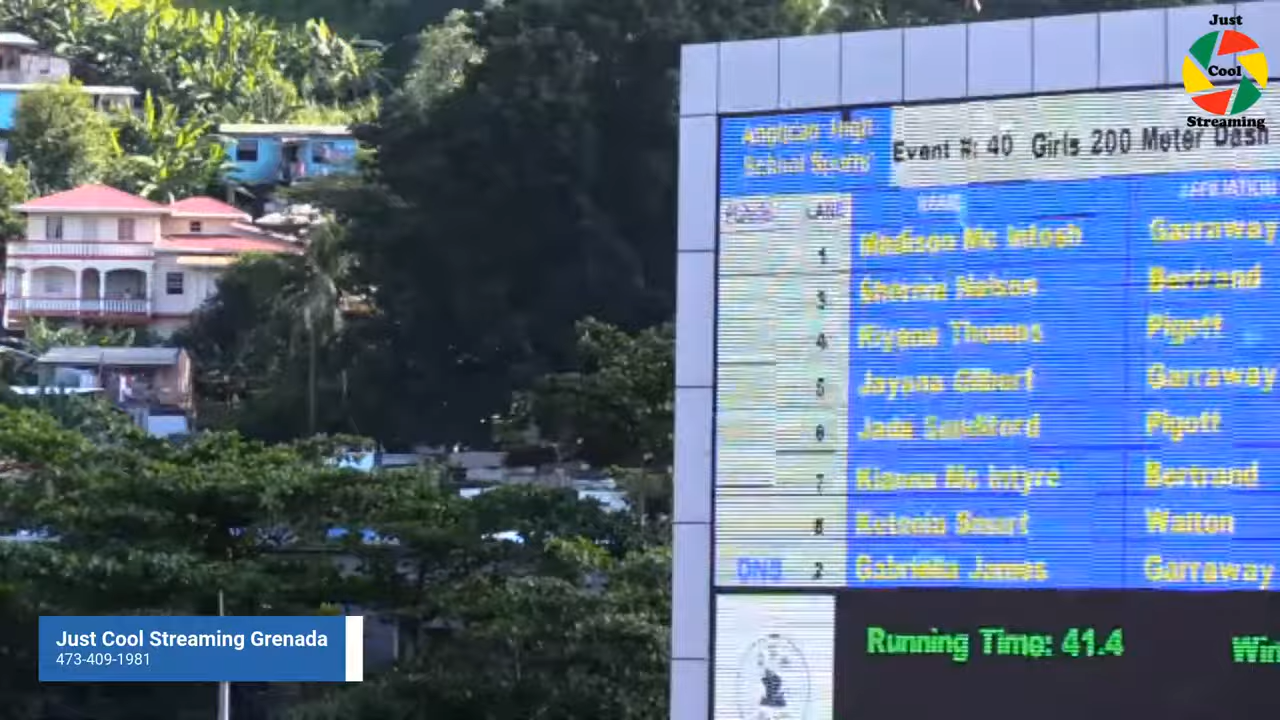 Just
Cool
Streaming
Anglican High
School Sports'
Event #: 40 Girls 200 Meter Dash
LANE NAME AFFILIATION
1 Madison Mc Intosh Garraway
3 Nelson Bertrand
4 Kiyana Thomas Pigott
5 Jayana Gilbert Garraway
6 Jade Sandiford Pigott
7 Kianna Mc Intyre Bertrand
8 Walton
DNS 2 Gabriella James Garraway
Running Time: 41.4 Win
Just Cool Streaming Grenada
473-409-1981